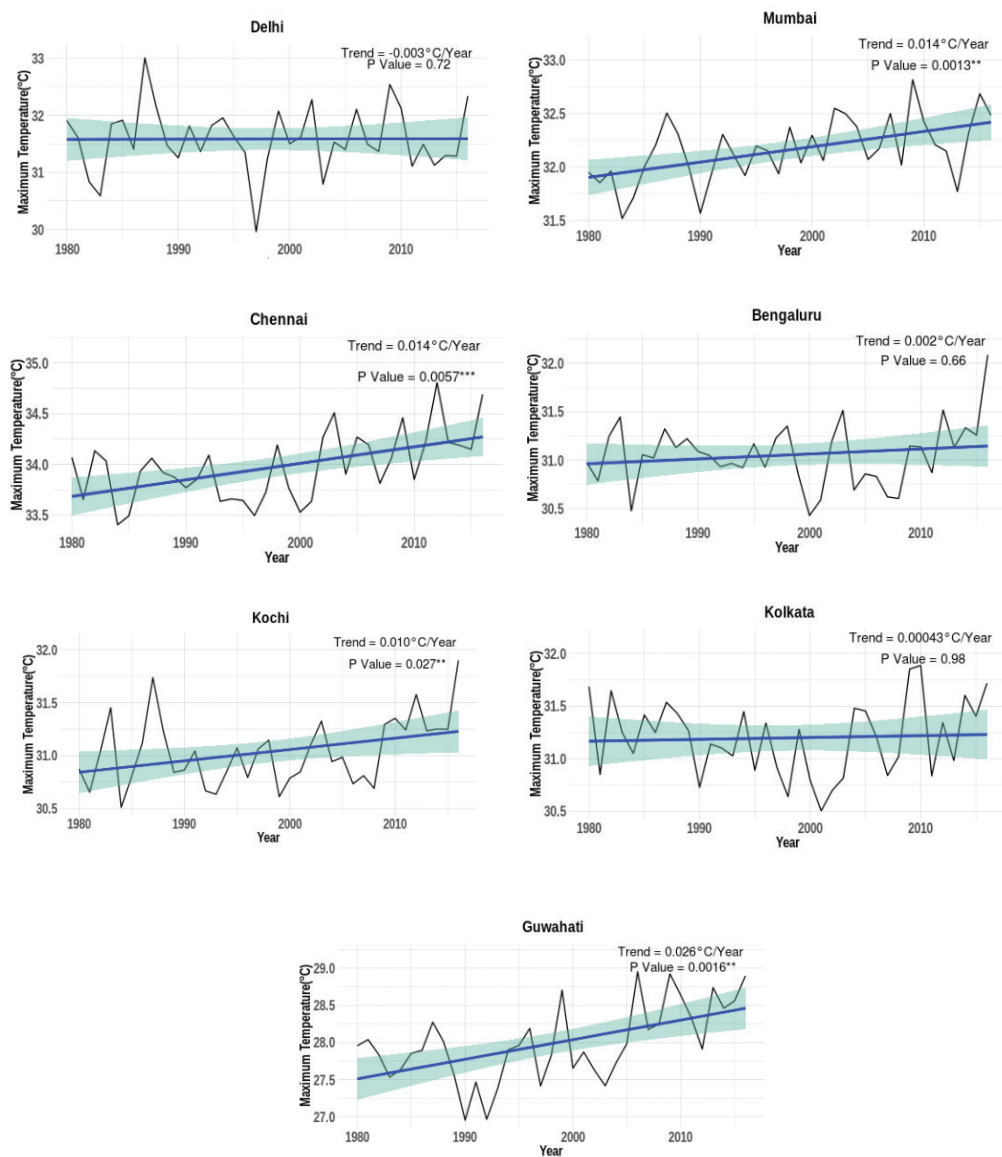 Delhi
Trend = -0.003°C/Year
P Value = 0.72
Maximum Temperature(°C)
33
32
31
30
1980
1990
2000
2010
Mumbai
Trend = 0.014°C/Year
P Value = 0.0013**
Maximum Temperature(°C)
33.0
32.5
32.0
31.5
1980
1990
2000
2010
Year
Chennai
Trend = 0.014°C/Year
P Value = 0.0057***
Maximum Temperature(°C)
35.0
34.5
34.0
33.5
1980
1990
2000
2010
Year
Bengaluru
Trend = 0.002°C/Year
P Value = 0.66
Maximum Temperature(°C)
32.0
31.5
31.0
30.5
1980
1990
2000
2010
Kochi
Trend = 0.010°C/Year
P Value = 0.027**
Maximum Temperature(°C)
32.0
31.5
31.0
30.5
1980
1990
2000
2010
Year
Kolkata
Trend = 0.00043°C/Year
P Value = 0.98
Maximum Temperature(°C)
32.0
31.5
31.0
30.5
1980
1990
2000
2010
Year
Guwahati
Trend = 0.026°C/Year
P Value = 0.0016**
Maximum Temperature(°C)
29.0
28.5
28.0
27.5
27.0
1980
1990
2000
2010
Year